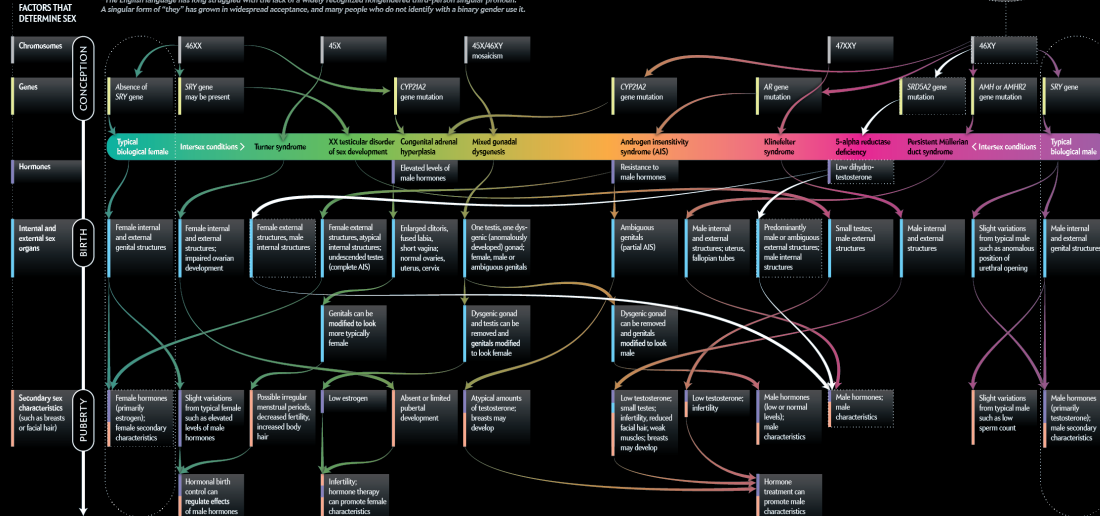 FACTORS THAT
DETERMINE SEX
A singular form of “they” has grown in widespread acceptance, and many people who do not identify with a binary gender use it.
CONCEPTION
Chromosomes
46XX
45X
45X/46XY
mosaicism
47XXY
46XY
Genes
Absence of
SRY gene
SRY gene
may be present
CYP21A2
gene mutation
CYP21A2
gene mutation
AR gene
mutation
SRD5A2 gene
mutation
AMH or AMHR2
gene mutation
SRY gene
Typical
biological female
Intersex conditions >
Turner syndrome
XX testicular disorder
of sex development
Congenital adrenal
hyperplasia
Mixed gonadal
dysgenesis
Androgen insensitivity
syndrome (AIS)
Klinefelter
syndrome
5-alpha reductase
deficiency
Persistent Müllerian
duct syndrome
< Intersex conditions
Typical
biological male
Hormones
Elevated levels of
male hormones
Resistance to
male hormones
Low dihydro-
testosterone
BIRTH
Internal and
external sex
organs
Female internal
and external
genital structures
Female internal
and external
structures;
impaired ovarian
development
Female external
structures, male
internal structures
Female external
structures, atypical
internal structures;
undescended testes
(complete AIS)
Enlarged clitoris,
fused labia,
short vagina;
normal ovaries,
uterus, cervix
One testis, one dys-
genic (anomalously
developed) gonad;
female, male or
ambiguous genitals
Ambiguous
genitals
(partial AIS)
Male internal
and external
structures; uterus,
fallopian tubes
Predominantly
male or ambiguous
external structures;
male internal
structures
Small testes;
male external
structures
Male internal
and external
structures
Slight variations
from typical male
such as anomalous
position of
urethral opening
Male internal and
external genital
structures
Genitals can be
modified to look
more typically
female
Dysgenic gonad
and testis can be
removed and
genitals modified
to look female
Dysgenic gonad
can be removed
and genitals
modified to look
male
PUBERTY
Secondary sex
characteristics
(such as breasts
or facial hair)
Female hormones
(primarily
estrogen);
female secondary
characteristics
Slight variations
from typical female
such as elevated
levels of male
hormones
Possible irregular
menstrual periods,
decreased fertility,
increased body
hair
Low estrogen
Absent or limited
pubertal
development
Atypical amounts
of testosterone;
breasts may
develop
Low testosterone;
small testes;
infertility, reduced
facial hair, weak
muscles; breasts
may develop
Low testosterone;
infertility
Male hormones
(low or normal
levels);
male
characteristics
Male hormones;
male
characteristics
Slight variations
from typical male
such as low
sperm count
Male hormones
(primarily
testosterone);
male secondary
characteristics
Hormonal birth
control can
regulate effects
of male hormones
Infertility;
hormone therapy
can promote female
characteristics
Hormone
treatment can
promote male
characteristics